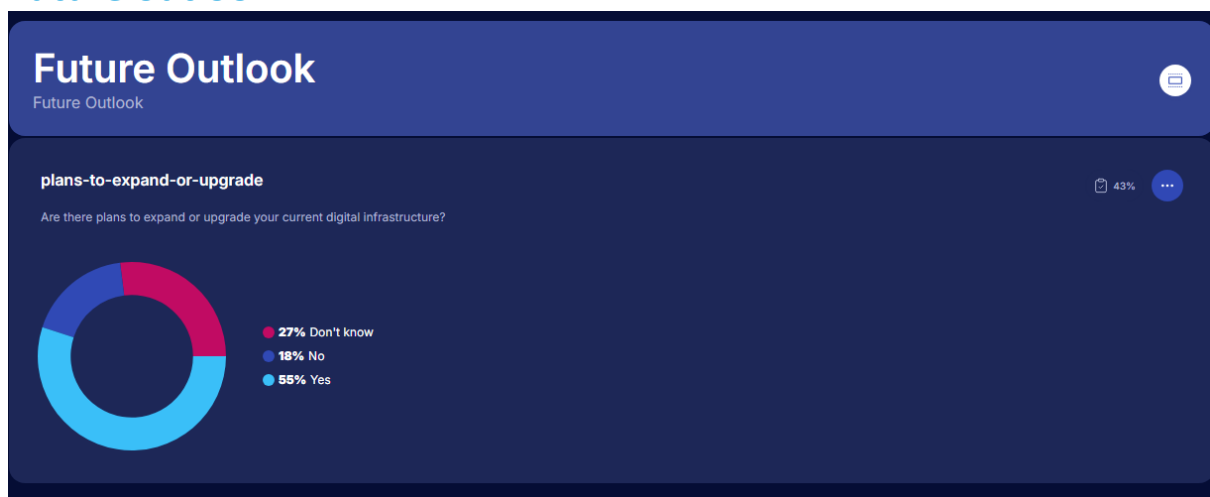 Future Outlook
Future Outlook
plans-to-expand-or-upgrade
43%
Are there plans to expand or upgrade your current digital infrastructure?
27% Don't know
18% No
55% Yes